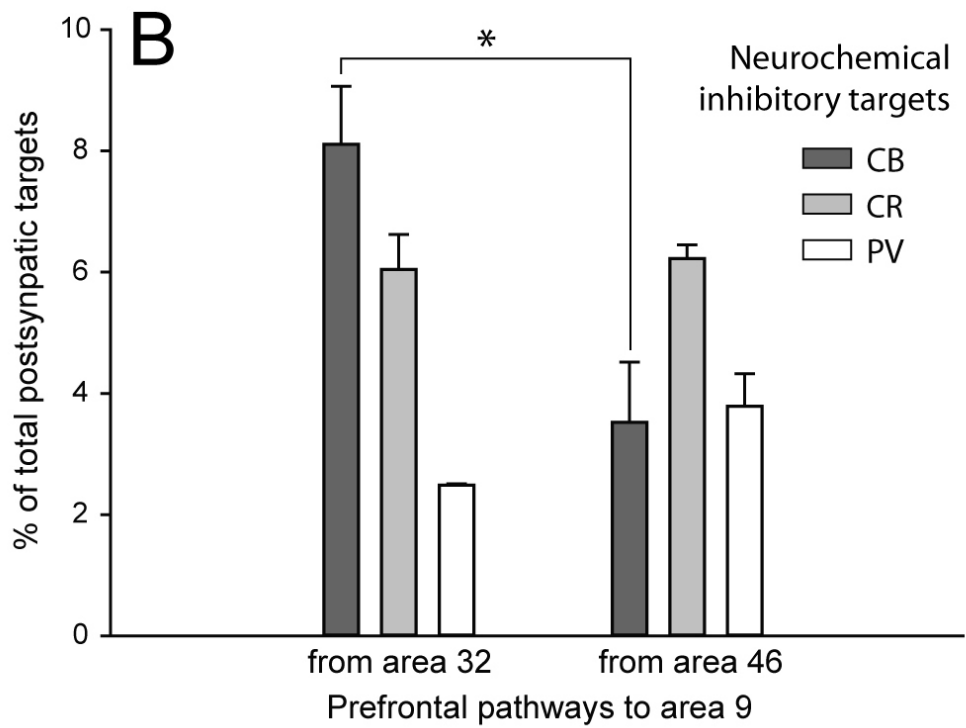 B
*
Neurochemical
inhibitory targets
CB
CR
PV
% of total postsynpatic targets
10
8
6
4
2
0
from area 32
from area 46
Prefrontal pathways to area 9